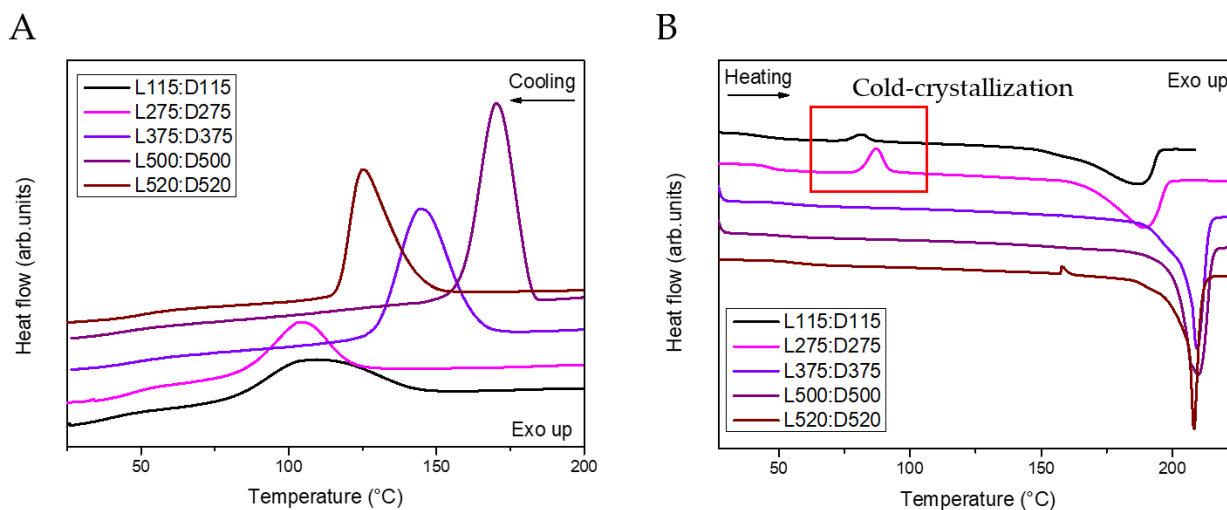 A
L115:D115
L275:D275
L375:D375
L500:D500
L520:D520
Cooling
Exo up
Heat flow (arb.units)
50
100
150
200
Temperature (°C)
B
Heating
Cold-crystallization
Exo up
L115:D115
L275:D275
L375:D375
L500:D500
L520:D520
Heat flow (arb.units)
50
100
150
200
Temperature (°C)